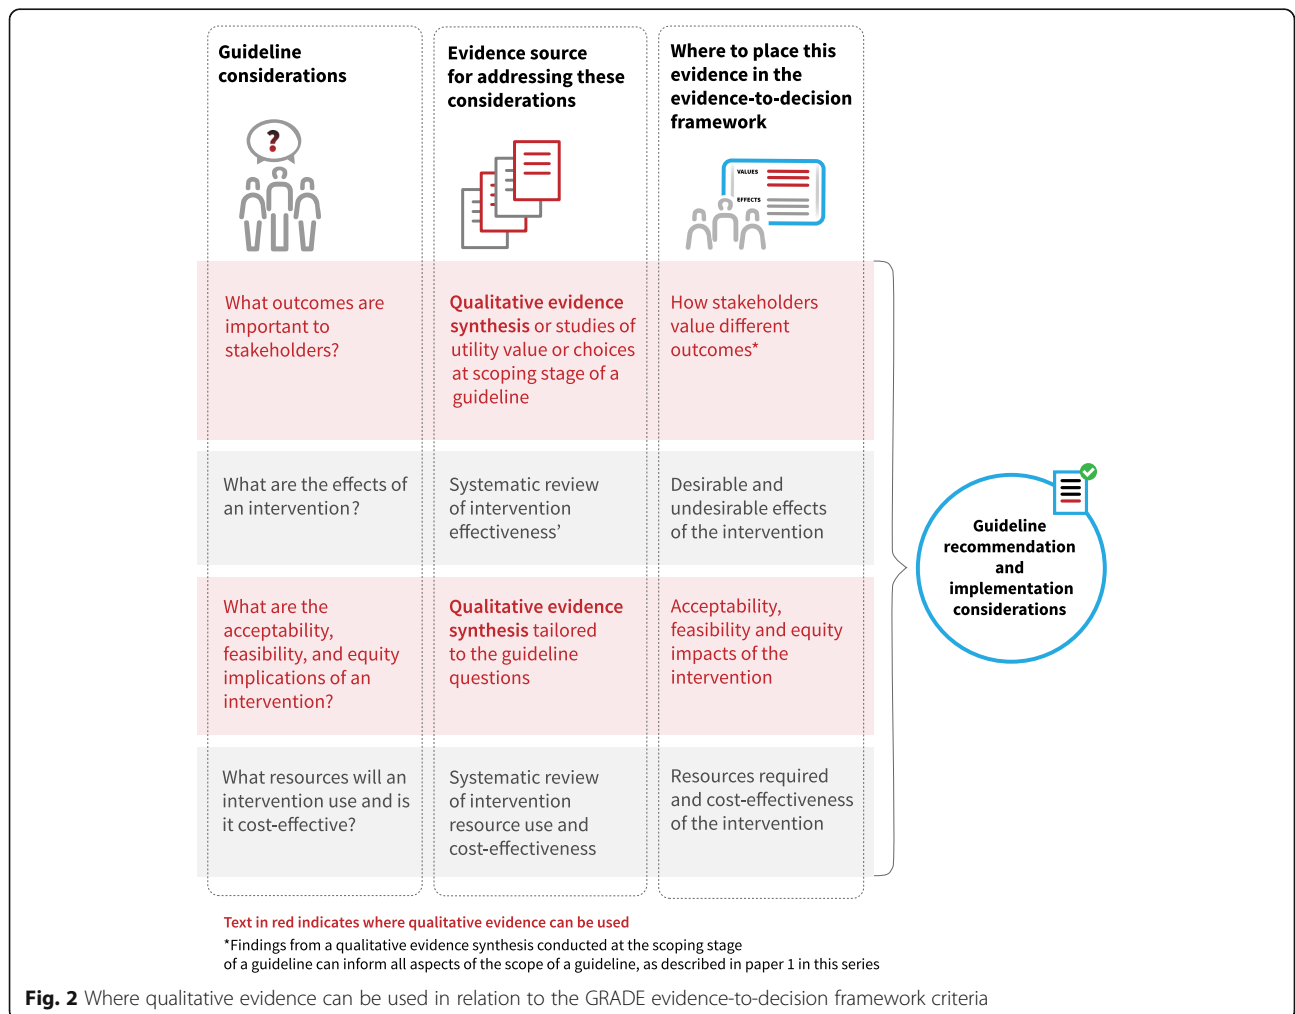 Guideline
considerations
Evidence source
for addressing these
considerations
Where to place this
evidence in the
evidence-to-decision
framework
?
VALUES
EFFECTS
What outcomes are
important to
stakeholders?
Qualitative evidence
synthesis or studies of
utility value or choices
at scoping stage of a
guideline
How stakeholders
value different
outcomes*
What are the effects of
an intervention?
Systematic review
of intervention
effectiveness’
Desirable and
undesirable effects
of the intervention
What are the
acceptability,
feasibility, and equity
implications of an
intervention?
Qualitative evidence
synthesis tailored
to the guideline
questions
Acceptability,
feasibility and equity
impacts of the
intervention
What resources will an
intervention use and is
it cost-effective?
Systematic review
of intervention
resource use and
cost-effectiveness
Resources required
and cost-effectiveness
of the intervention
Guideline
recommendation
and
implementation
considerations
Text in red indicates where qualitative evidence can be used
*Findings from a qualitative evidence synthesis conducted at the scoping stage
of a guideline can inform all aspects of the scope of a guideline, as described in paper 1 in this series
Fig. 2 Where qualitative evidence can be used in relation to the GRADE evidence-to-decision framework criteria